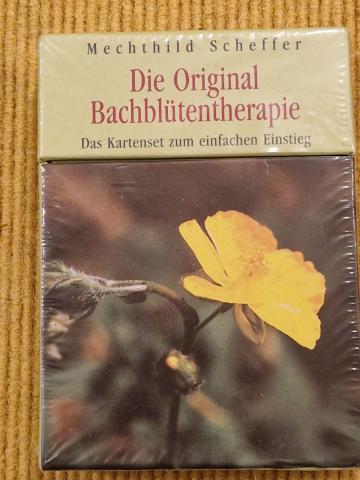 Mechthild Scheffer
Die Original
Bachblütentherapie
Das Kartenset zum einfachen Einstieg